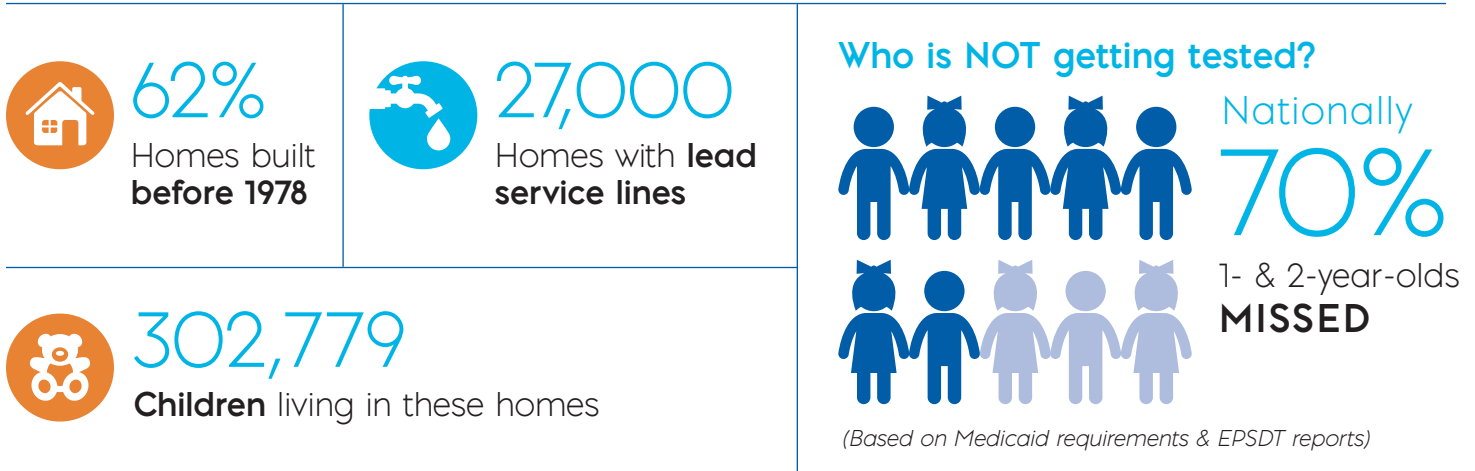 62%
Homes built
before 1978
27,000
Homes with lead
service lines
302,779
Children living in these homes
Who is NOT getting tested?
Nationally
70%
1- & 2-year-olds
MISSED
(Based on Medicaid requirements & EPSDT reports)